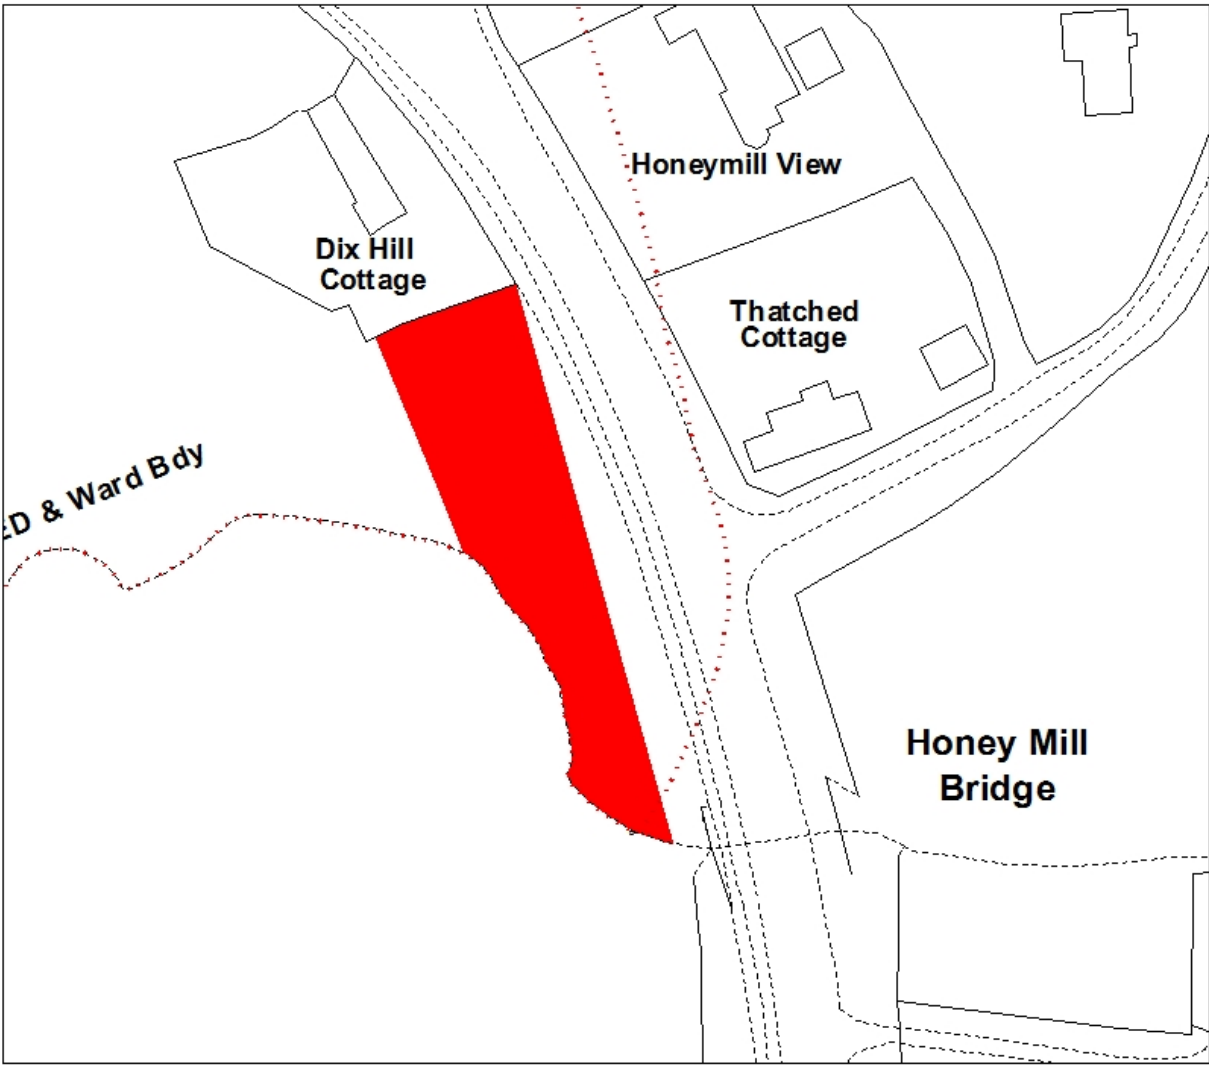 Honeymill View
Dix Hill
Cottage
Thatched
Cottage
ED & Ward Bdy
Honey Mill
Bridge